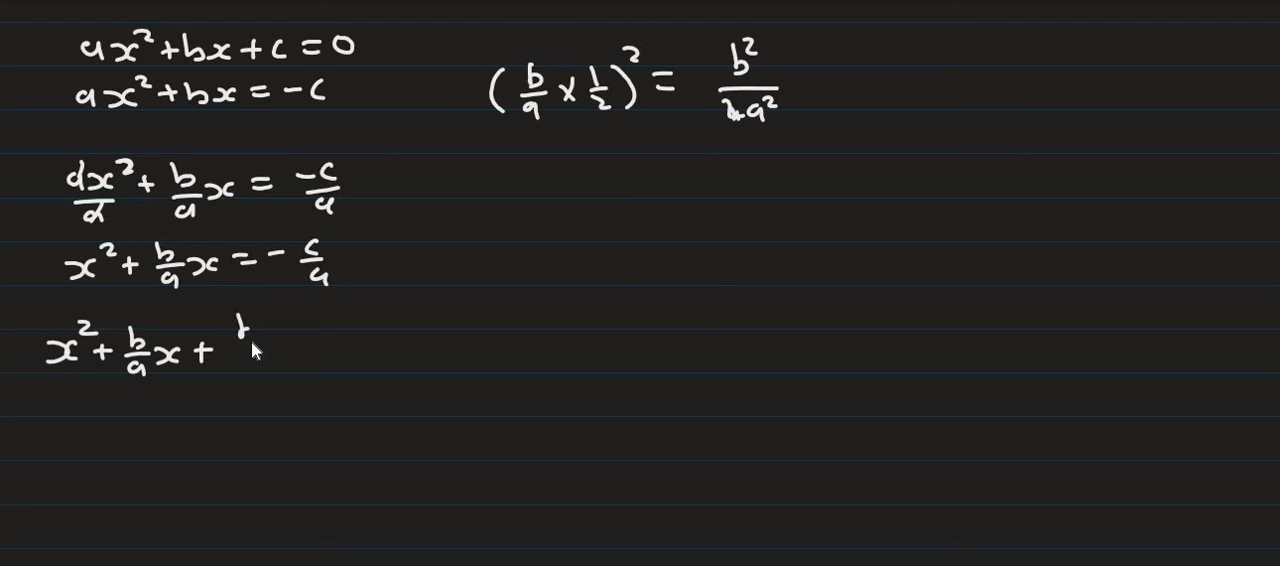 ax² + bx + c = 0
ax² + bx = -c
(b/a × 1/2)² = b²/4a²
ax²/a + b/a x = -c/a
x² + b/a x = - c/a
x² + b/a x +